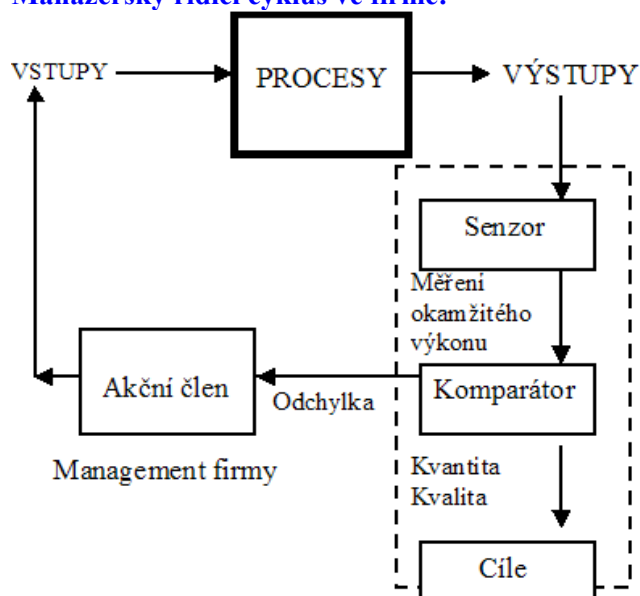 Manažerský řídící cyklus ve firmě:
VSTUPY
PROCESY
VÝSTUPY
Senzor
Měření
okamžitého
výkonu
Akční člen
Odchylka
Komparátor
Management firmy
Kvantita
Kvalita
Cíle